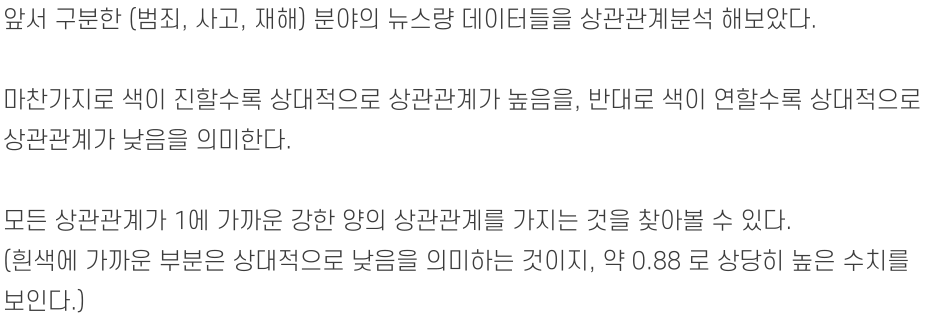 앞서 구분한 (범죄, 사고, 재해) 분야의 뉴스량 데이터들을 상관관계분석 해보았다.
마찬가지로 색이 진할수록 상대적으로 상관관계가 높음을, 반대로 색이 연할수록 상대적으로
상관관계가 낮음을 의미한다.
모든 상관관계가 1에 가까운 강한 양의 상관관계를 가지는 것을 찾아볼 수 있다.
(흰색에 가까운 부분은 상대적으로 낮음을 의미하는 것이지, 약 0.88 로 상당히 높은 수치를
보인다.)